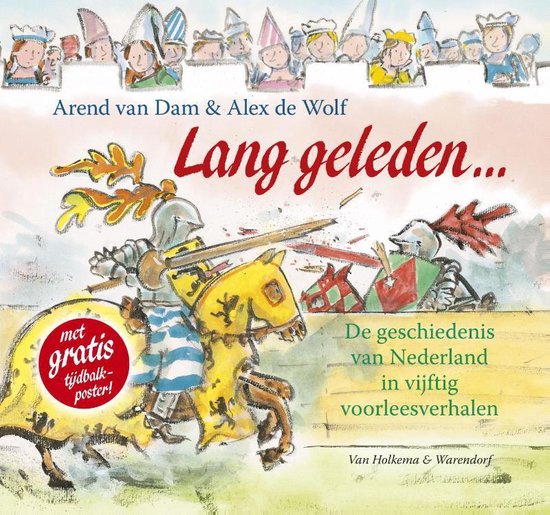 Arend van Dam & Alex de Wolf
Lang geleden...
met
gratis
tijdbalk-
poster!
De geschiedenis
van Nederland
in vijftig
voorleesverhalen
Van Holkema & Warendorf